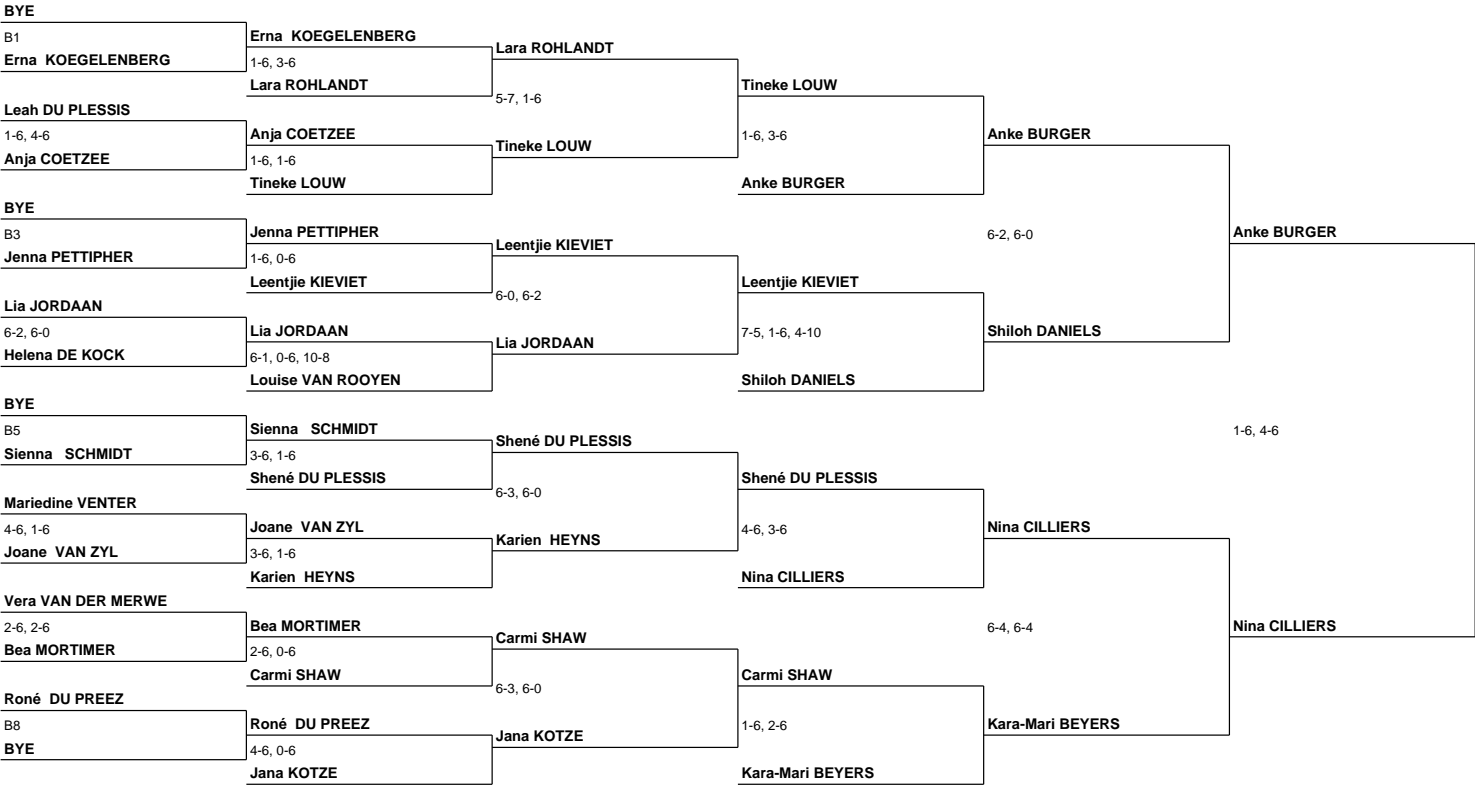 BYE
B1
Erna KOEGELENBERG
Leah DU PLESSIS
1-6, 4-6
Anja COETZEE
BYE
B3
Jenna PETTIPHER
Lia JORDAAN
6-2, 6-0
Helena DE KOCK
BYE
B5
Sienna SCHMIDT
Mariedine VENTER
4-6, 1-6
Joane VAN ZYL
Vera VAN DER MERWE
2-6, 2-6
Bea MORTIMER
Roné DU PREEZ
B8
BYE
Erna KOEGELENBERG
1-6, 3-6
Lara ROHLANDT
Anja COETZEE
1-6, 1-6
Tineke LOUW
Jenna PETTIPHER
1-6, 0-6
Leentjie KIEVIET
Lia JORDAAN
6-1, 0-6, 10-8
Louise VAN ROOYEN
Sienna SCHMIDT
3-6, 1-6
Shené DU PLESSIS
Joane VAN ZYL
3-6, 1-6
Karien HEYNS
Bea MORTIMER
2-6, 0-6
Carmi SHAW
Roné DU PREEZ
4-6, 0-6
Jana KOTZE
Lara ROHLANDT
5-7, 1-6
Tineke LOUW
Leentjie KIEVIET
6-0, 6-2
Lia JORDAAN
Shené DU PLESSIS
6-3, 6-0
Karien HEYNS
Carmi SHAW
6-3, 6-0
Jana KOTZE
Tineke LOUW
1-6, 3-6
Anke BURGER
Leentjie KIEVIET
7-5, 1-6, 4-10
Shiloh DANIELS
Shené DU PLESSIS
4-6, 3-6
Nina CILLIERS
Carmi SHAW
1-6, 2-6
Kara-Mari BEYERS
Anke BURGER
6-2, 6-0
Shiloh DANIELS
Nina CILLIERS
6-4, 6-4
Kara-Mari BEYERS
Anke BURGER
1-6, 4-6
Nina CILLIERS